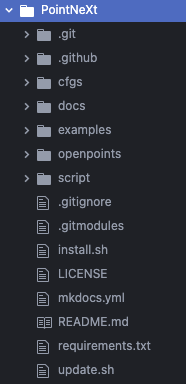 PointNeXt
.git
.github
cfgs
docs
examples
openpoints
script
.gitignore
.gitmodules
install.sh
LICENSE
mkdocs.yml
README.md
requirements.txt
update.sh